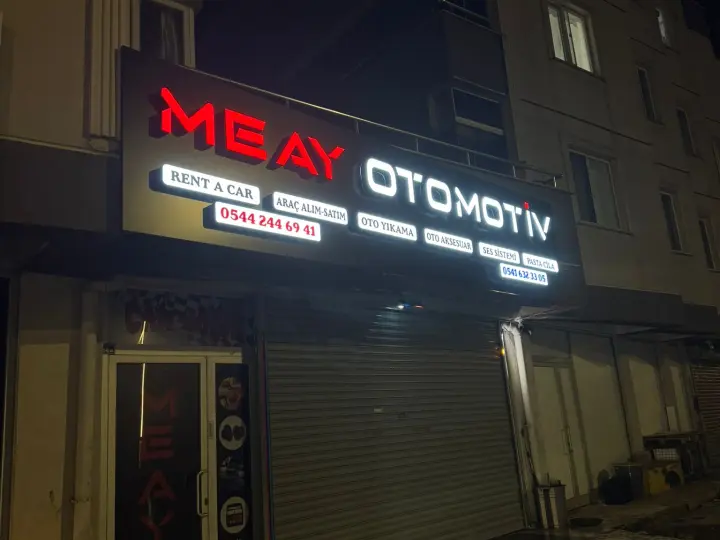 MEAY OTOMOTİV
RENT A CAR
ARAÇ ALIM-SATIM
OTO YIKAMA
OTO AKSESUAR
SES SİSTEMİ
PASTA CİLA
0544 244 69 41
0541 632 33 05
MEAY